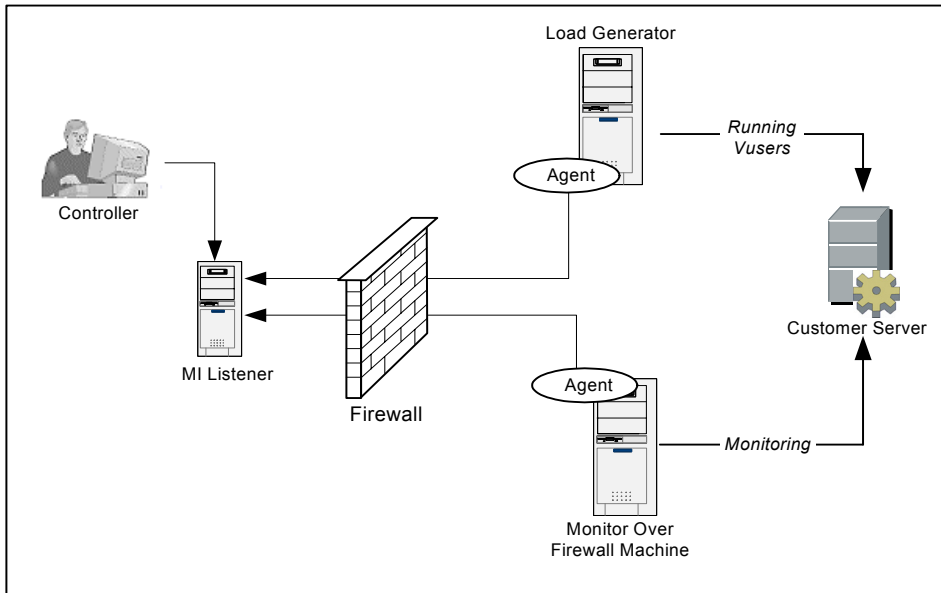 Load Generator
Agent
Running
Vusers
Controller
MI Listener
Firewall
Customer Server
Agent
Monitoring
Monitor Over
Firewall Machine